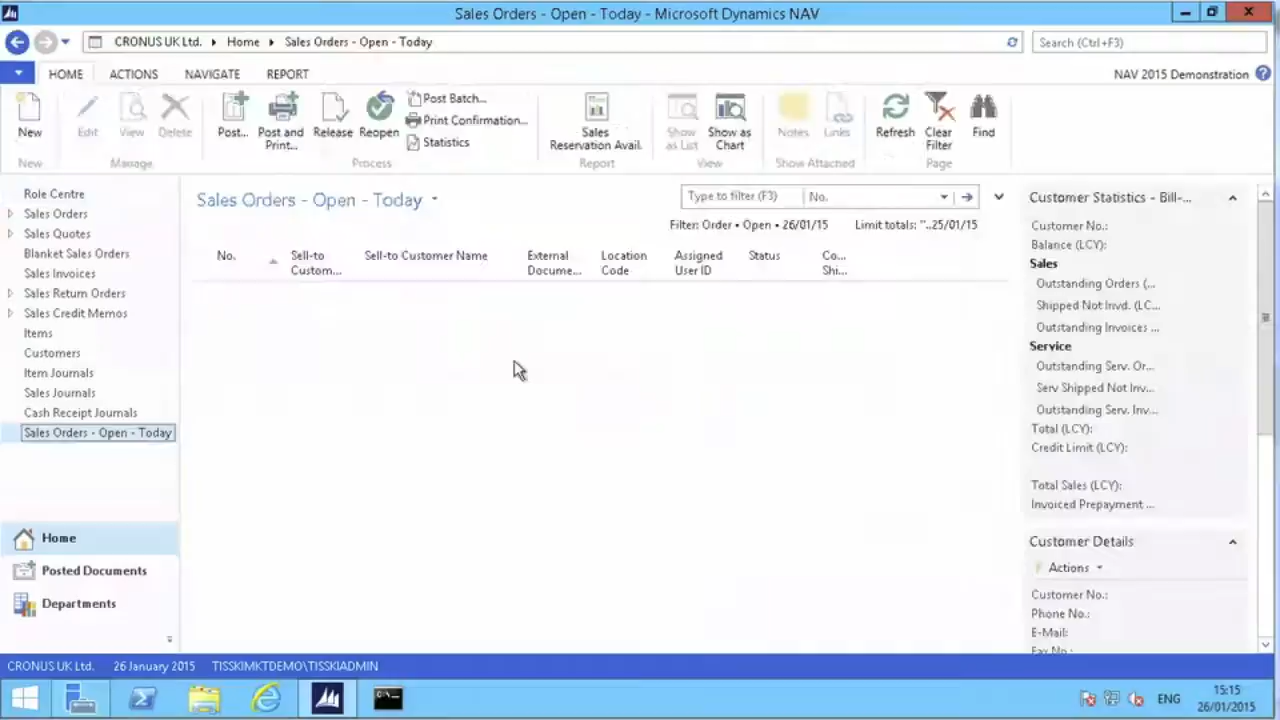 Sales Orders - Open - Today - Microsoft Dynamics NAV
CRONUS UK Ltd. Home Sales Orders - Open - Today
Search (Ctrl+F3)
HOME ACTIONS NAVIGATE REPORT
NAV 2015 Demonstration
New
Edit View Delete
Post... Post and Print... Release Reopen
Post Batch...
Print Confirmation...
Statistics
Sales Reservation Avail.
Show as List Show as Chart
Notes Links
Refresh Clear Filter Find
New Manage Process Report View Show Attached Page
Role Centre
Sales Orders
Sales Quotes
Blanket Sales Orders
Sales Invoices
Sales Return Orders
Sales Credit Memos
Items
Customers
Item Journals
Sales Journals
Cash Receipt Journals
Sales Orders - Open - Today
Home
Posted Documents
Departments
Sales Orders - Open - Today
Type to filter (F3) No.
Filter: Order • Open • 26/01/15 Limit totals: ''..25/01/15
No. Sell-to Custom... Sell-to Customer Name External Docume... Location Code Assigned User ID Status Co... Shi...
Customer Statistics - Bill-...
Customer No.:
Balance (LCY):
Sales
Outstanding Orders (...
Shipped Not Invd. (LC...
Outstanding Invoices ...
Service
Outstanding Serv. Or...
Serv Shipped Not Inv...
Outstanding Serv. Inv...
Total (LCY):
Credit Limit (LCY):
Total Sales (LCY):
Invoiced Prepayment ...
Customer Details
Actions
Customer No.:
Phone No.:
E-Mail:
Fax No.:
CRONUS UK Ltd. 26 January 2015 TISSKIMKTDEMO\TISSKIADMIN
ENG
15:15
26/01/2015